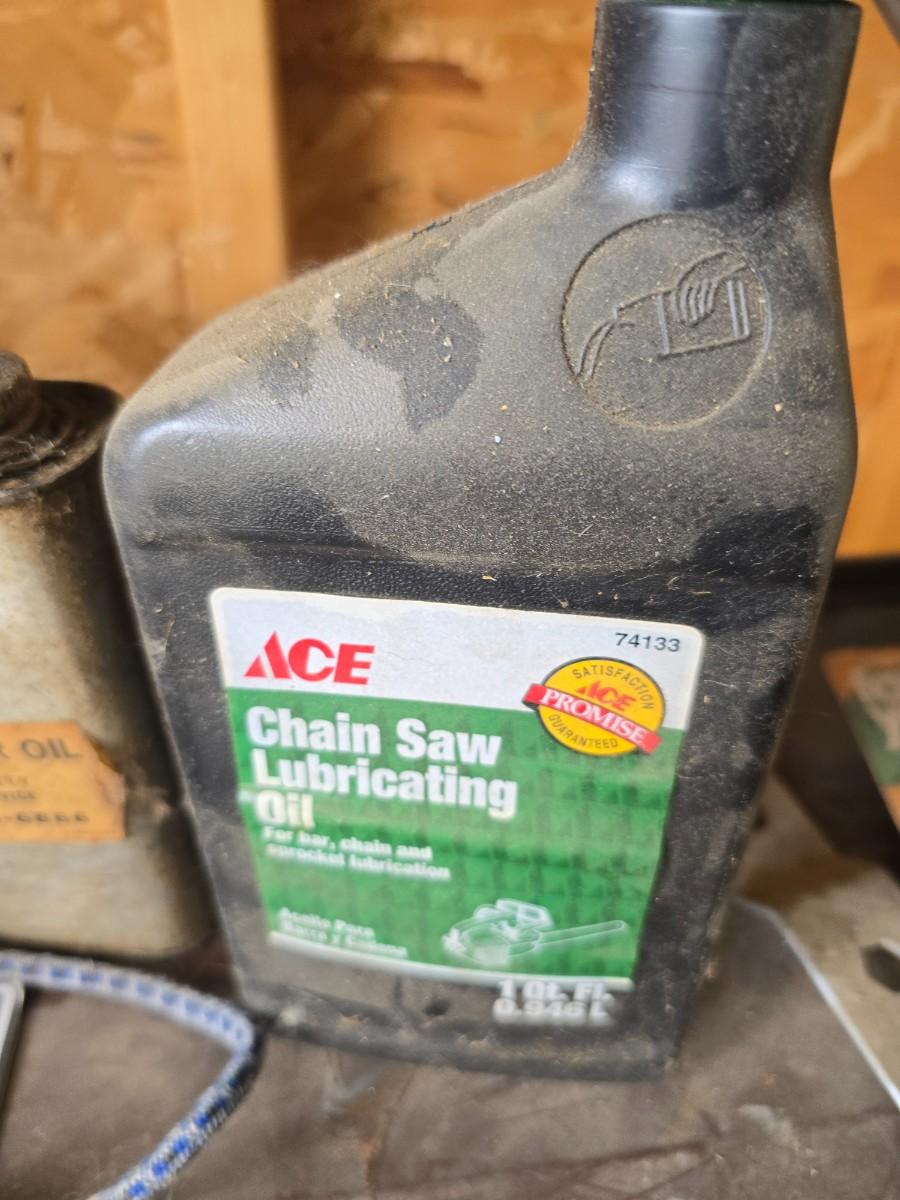 74133
ACE
SATISFACTION
ACE
PROMISE
GUARANTEED
Chain Saw
Lubricating
Oil
For bar, chain and
sprocket lubrication
Aceite Para
Barra y Cadena
1 Qt. Fl.
0.946 L
OIL